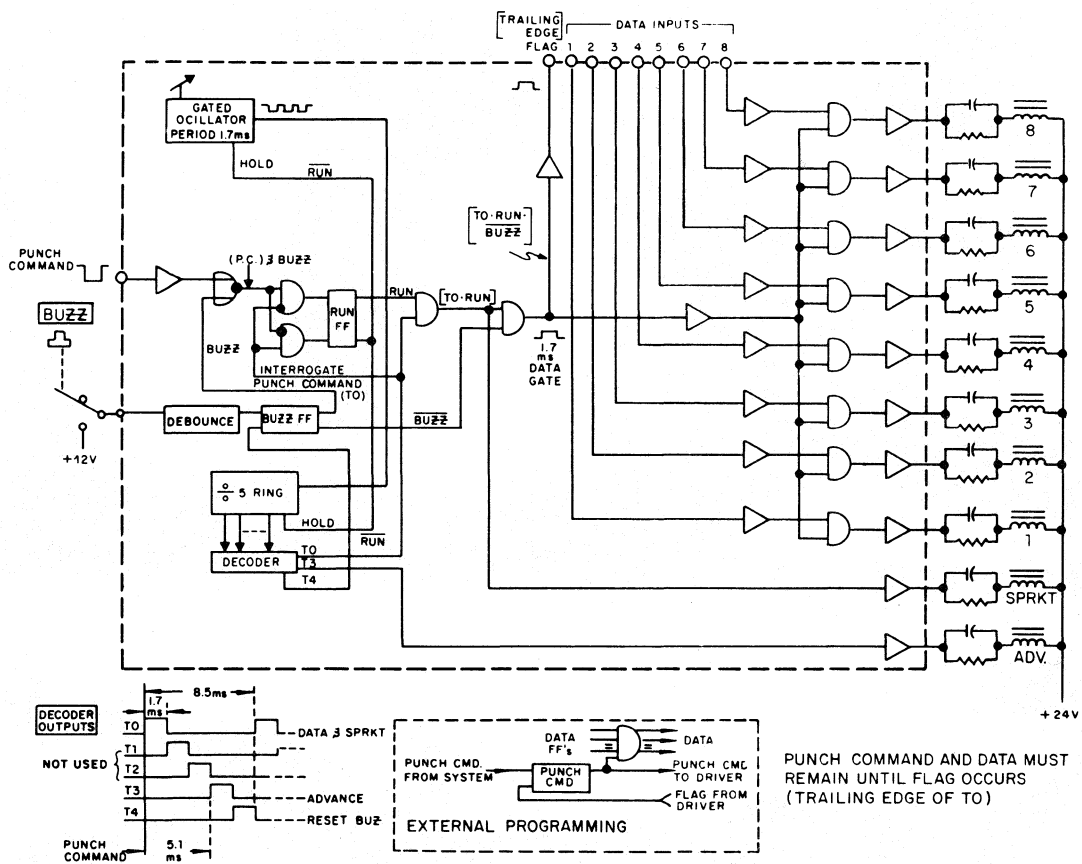 [TRAILING EDGE] FLAG
DATA INPUTS
1 2 3 4 5 6 7 8
GATED
OCILLATOR
PERIOD 1.7ms
HOLD
RUN
[TO·RUN·
BUZZ]
PUNCH
COMMAND
(P.C.) & BUZZ
RUN
FF
RUN
[TO·RUN]
BUZZ
BUZZ
INTERROGATE
PUNCH COMMAND
(TO)
1.7
ms
DATA
GATE
DEBOUNCE
BUZZ FF
BUZZ
+12V
÷ 5 RING
HOLD
RUN
DECODER
TO
T3
T4
8
7
6
5
4
3
2
1
SPRKT
ADV.
+24V
8.5ms
1.7
ms
DECODER
OUTPUTS
TO
DATA & SPRKT
T1
NOT USED
T2
T3
ADVANCE
T4
RESET BUZ
PUNCH
COMMAND
5.1
ms
DATA
FF's
DATA
PUNCH CMD.
FROM SYSTEM
PUNCH
CMD
PUNCH CMD
TO DRIVER
FLAG FROM
DRIVER
EXTERNAL PROGRAMMING
PUNCH COMMAND AND DATA MUST
REMAIN UNTIL FLAG OCCURS
(TRAILING EDGE OF TO)